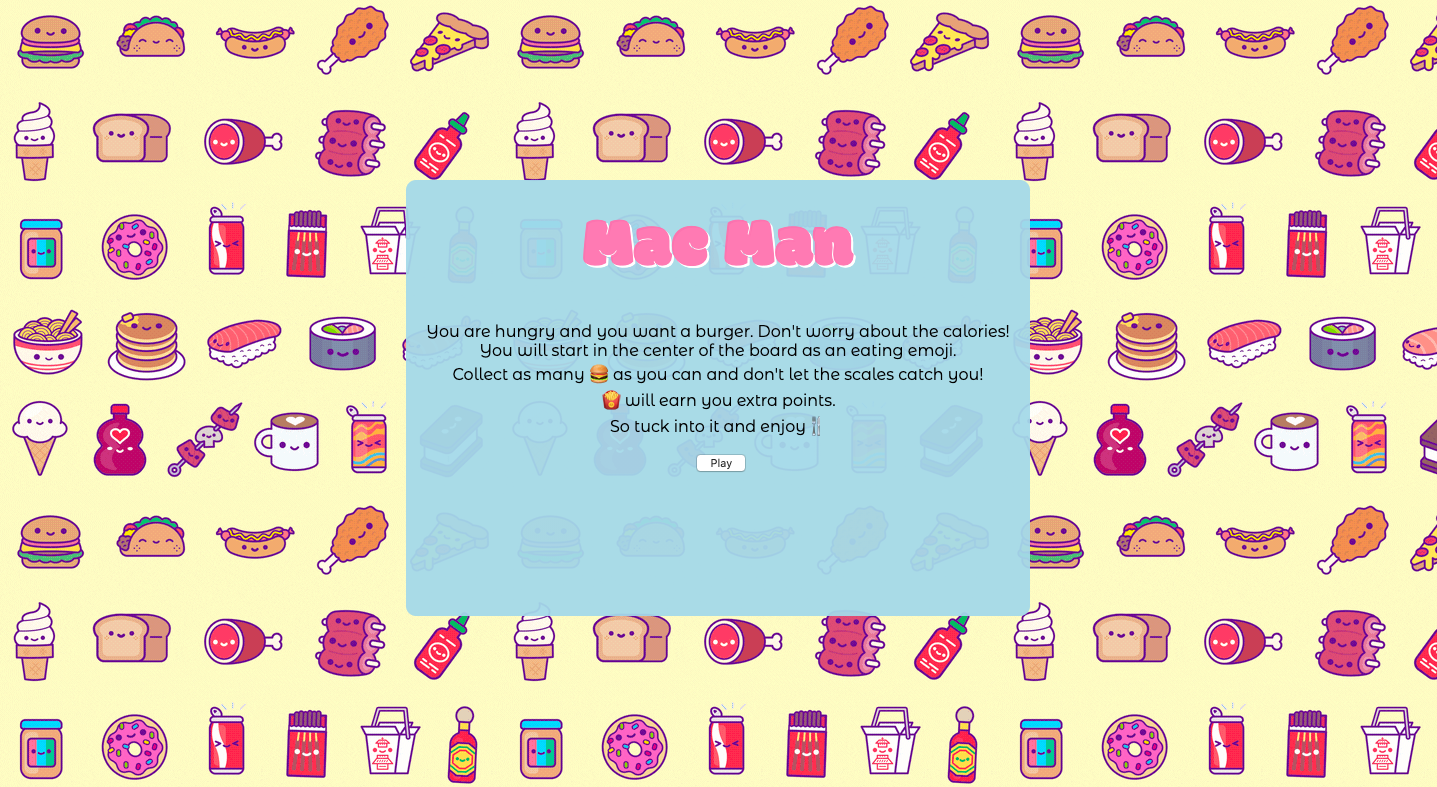 Mac Man
You are hungry and you want a burger. Don't worry about the calories!
You will start in the center of the board as an eating emoji.
Collect as many 🍔 as you can and don't let the scales catch you!
🍟 will earn you extra points.
So tuck into it and enjoy 🍴
Play